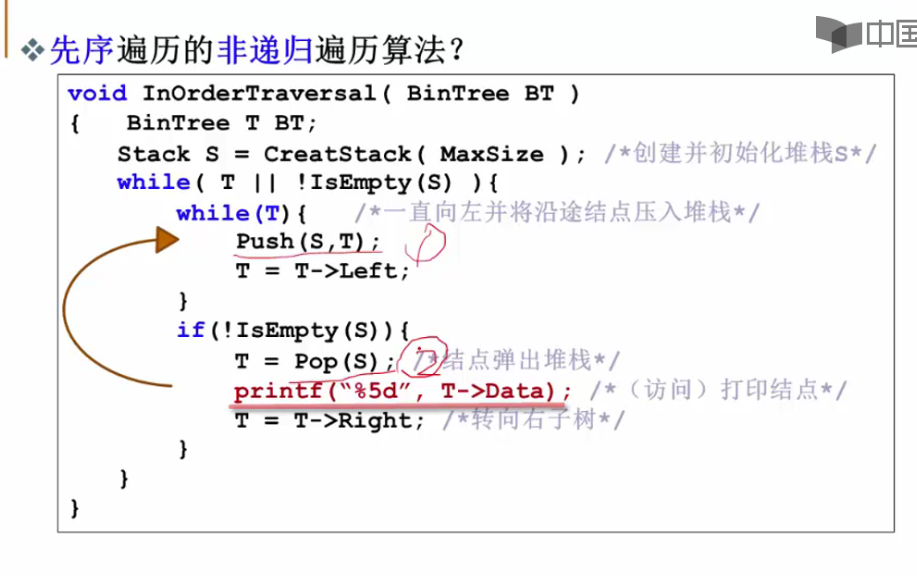 中国
❖先序遍历的非递归遍历算法？
void InOrderTraversal( BinTree BT )
{ BinTree T BT;
Stack S = CreatStack( MaxSize ); /*创建并初始化堆栈S*/
while( T || !IsEmpty(S) ){
while(T){ /*一直向左并将沿途结点压入堆栈*/
Push(S,T);
T = T->Left;
}
if(!IsEmpty(S)){
T = Pop(S); /*结点弹出堆栈*/
printf(“%5d”, T->Data); /*（访问）打印结点*/
T = T->Right; /*转向右子树*/
}
}
}